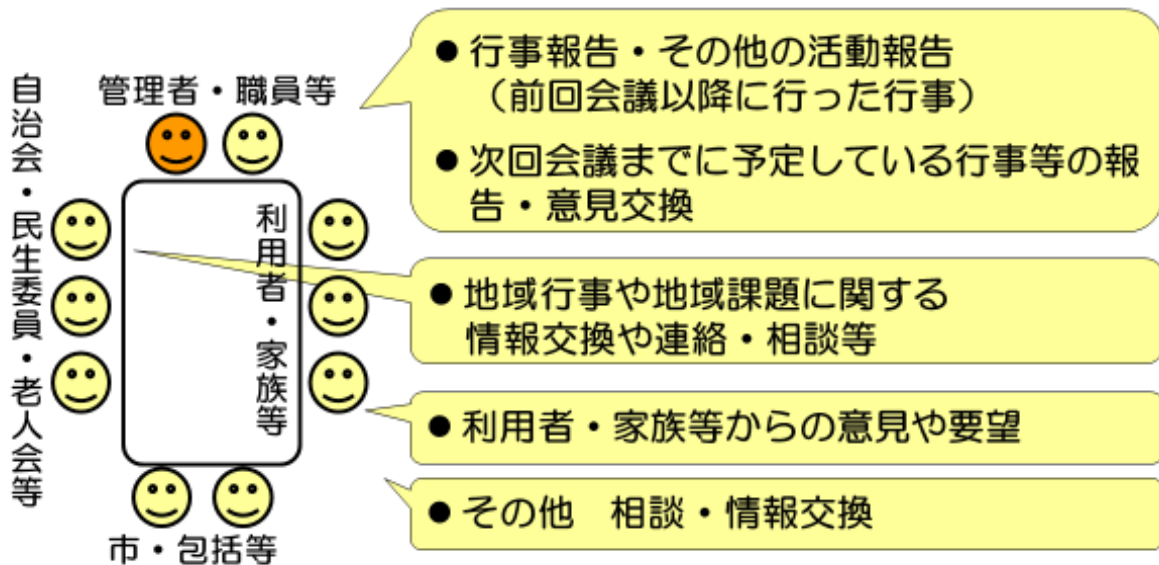 管理者・職員等
自治会・民生委員・老人会等
利用者・家族等
市・包括等
● 行事報告・その他の活動報告
（前回会議以降に行った行事）
● 次回会議までに予定している行事等の報
告・意見交換
● 地域行事や地域課題に関する
情報交換や連絡・相談等
● 利用者・家族等からの意見や要望
● その他　相談・情報交換